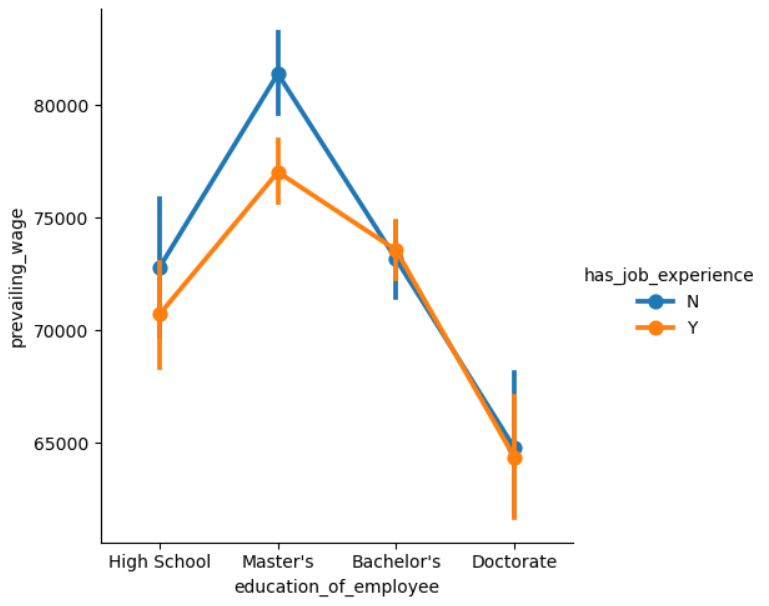 80000
75000
70000
65000
prevailing_wage
High School Master's Bachelor's Doctorate
education_of_employee
has_job_experience
N
Y